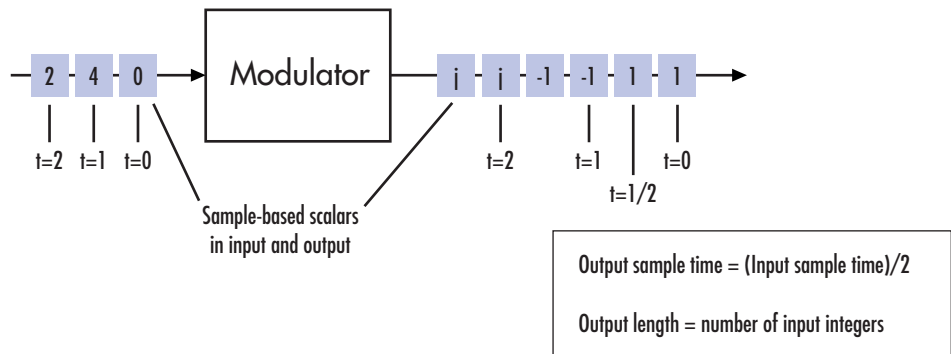 2 4 0 Modulator j j -1 -1 1 1
t=2 t=1 t=0 t=2 t=1 t=0
t=1/2
Sample-based scalars
in input and output
Output sample time = (Input sample time)/2
Output length = number of input integers